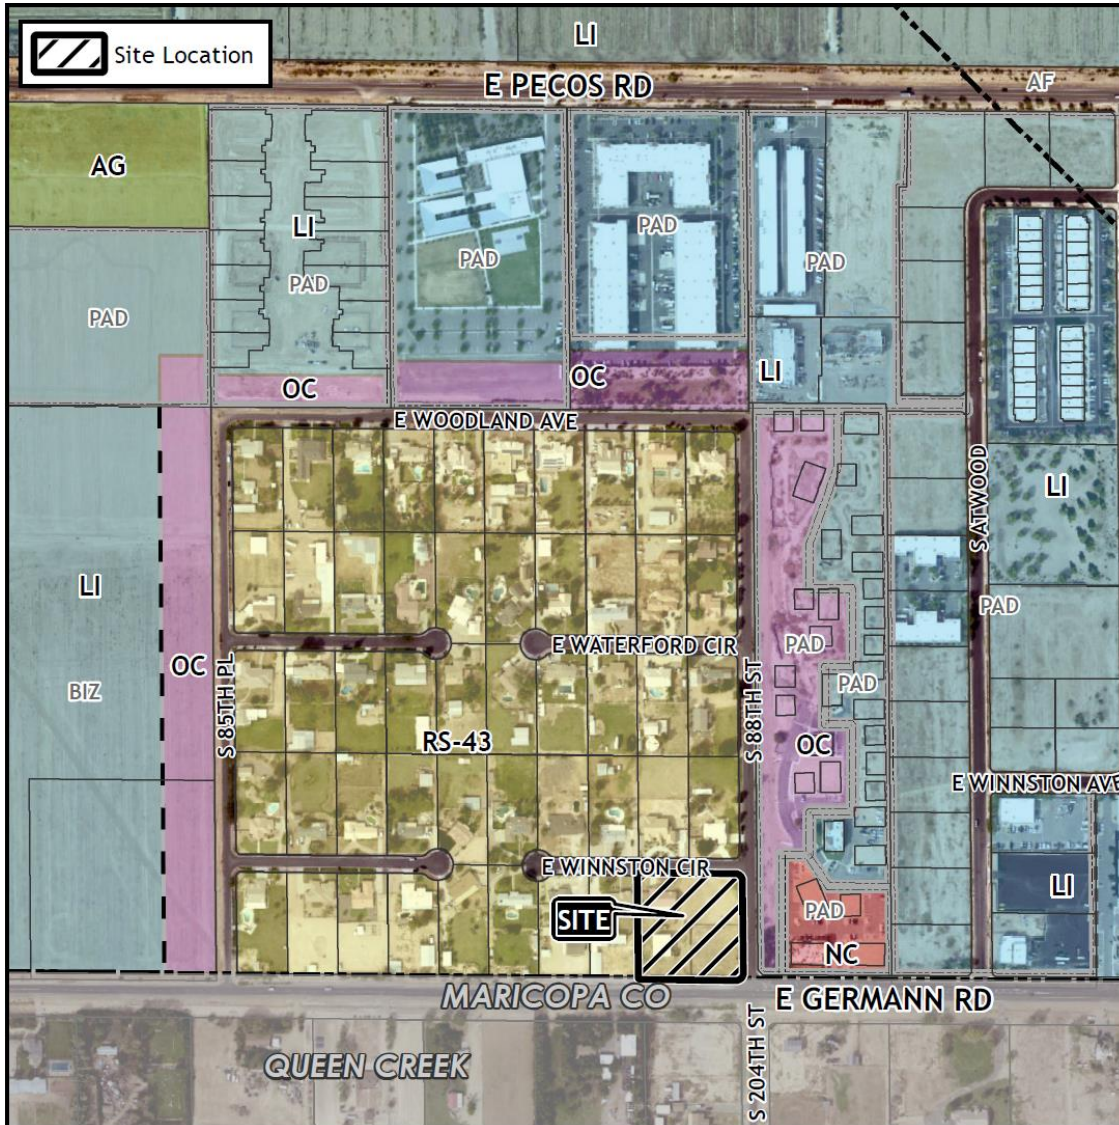 LI
Site Location
E PECOS RD
AF
AG
LI
PAD
PAD
PAD
PAD
PAD
OC
OC
LI
E WOODLAND AVE
LI
S ATWOOD
LI
PAD
E WATERFORD CIR
PAD
OC
BIZ
S 85TH PL
PAD
RS-43
S 88TH ST
OC
E WINNSTON AVE
E WINNSTON CIR
LI
SITE
PAD
NC
MARICOPA CO
E GERMANN RD
QUEEN CREEK
S 204TH ST